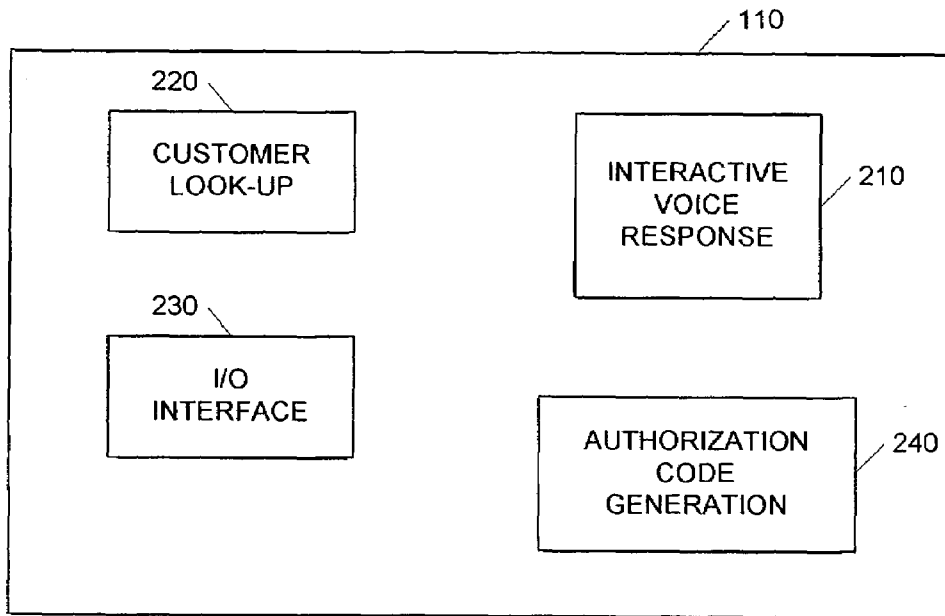 110
220
CUSTOMER
LOOK-UP
INTERACTIVE
VOICE
RESPONSE
210
230
I/O
INTERFACE
AUTHORIZATION
CODE
GENERATION
240